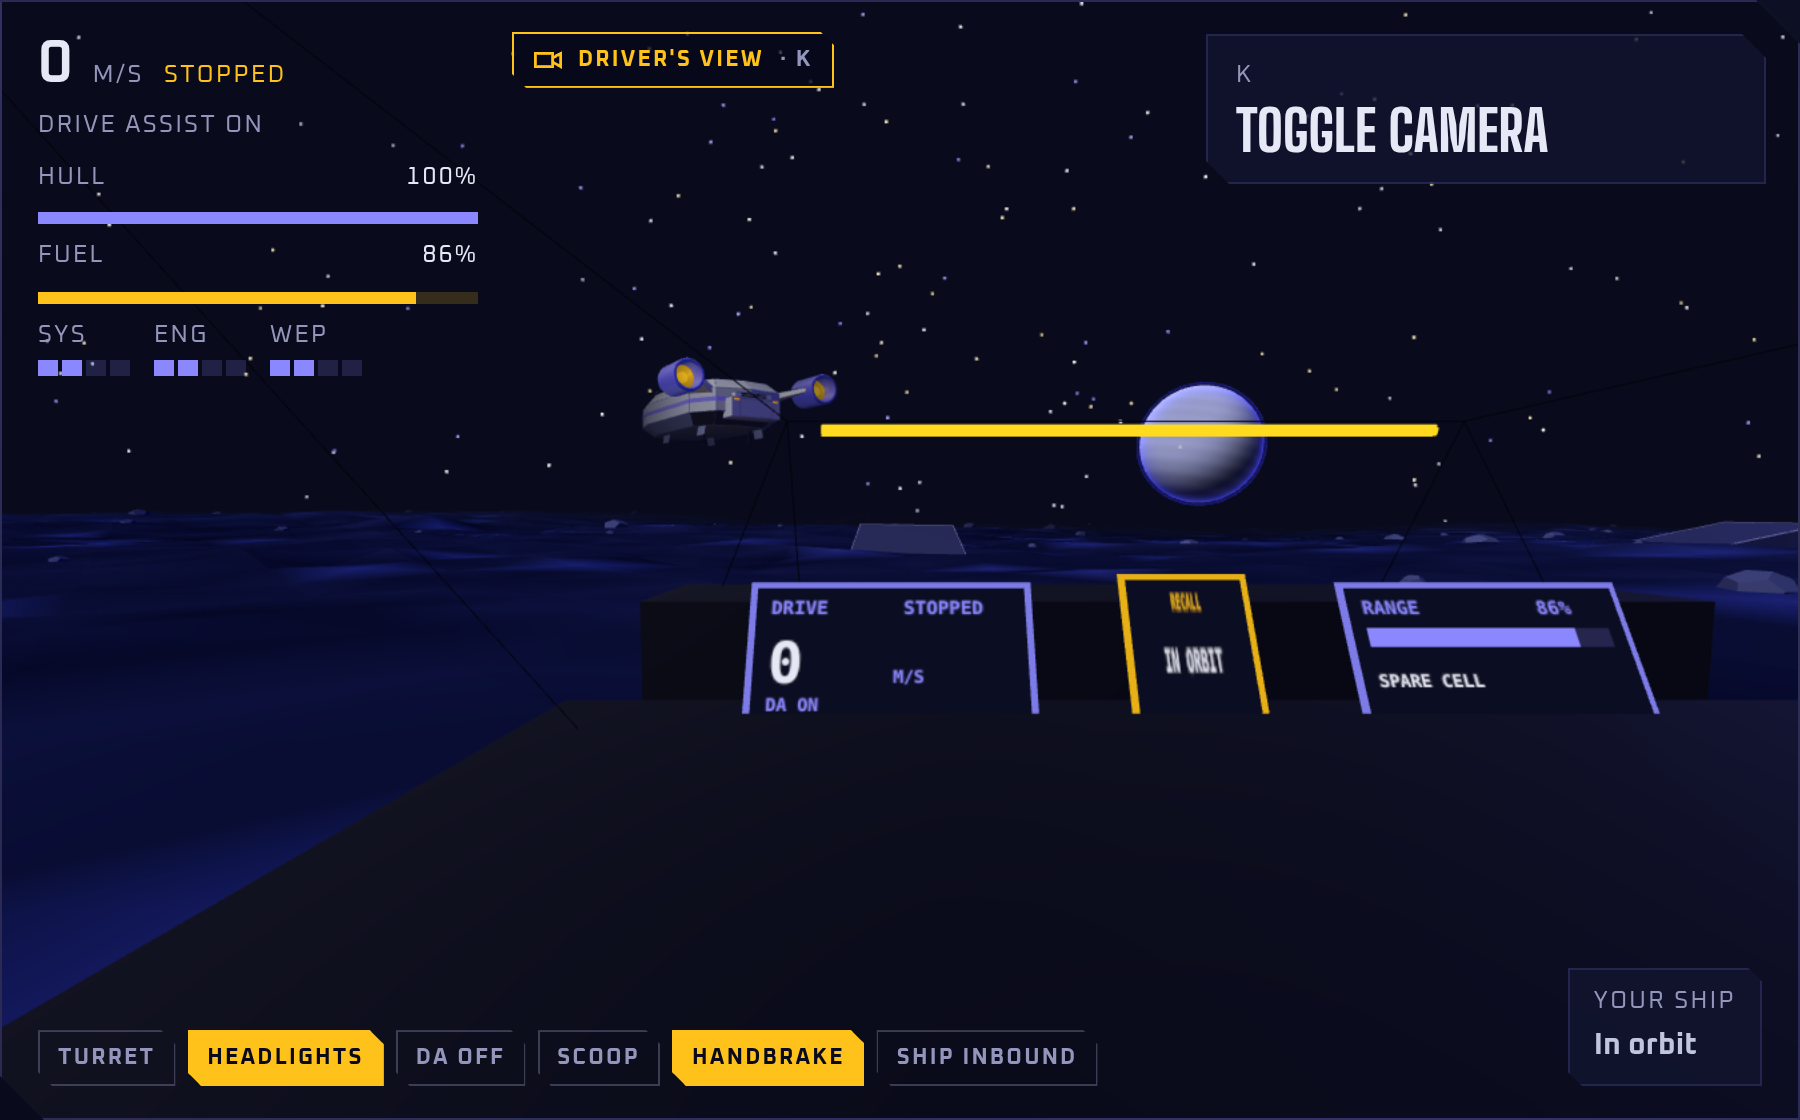 0 M/S STOPPED
DRIVE ASSIST ON
HULL 100%
FUEL 86%
SYS ENG WEP
DRIVER'S VIEW · K
K
TOGGLE CAMERA
DRIVE STOPPED
0 M/S
DA ON
RECALL
IN ORBIT
RANGE 86%
SPARE CELL
TURRET HEADLIGHTS DA OFF SCOOP HANDBRAKE SHIP INBOUND
YOUR SHIP
In orbit